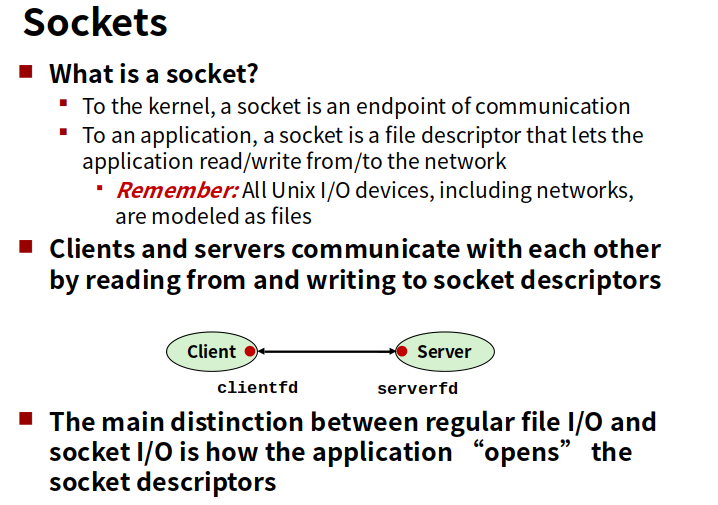 Sockets
What is a socket?
To the kernel, a socket is an endpoint of communication
To an application, a socket is a file descriptor that lets the
application read/write from/to the network
Remember: All Unix I/O devices, including networks,
are modeled as files
Clients and servers communicate with each other
by reading from and writing to socket descriptors
Client Server
clientfd serverfd
The main distinction between regular file I/O and
socket I/O is how the application “opens” the
socket descriptors